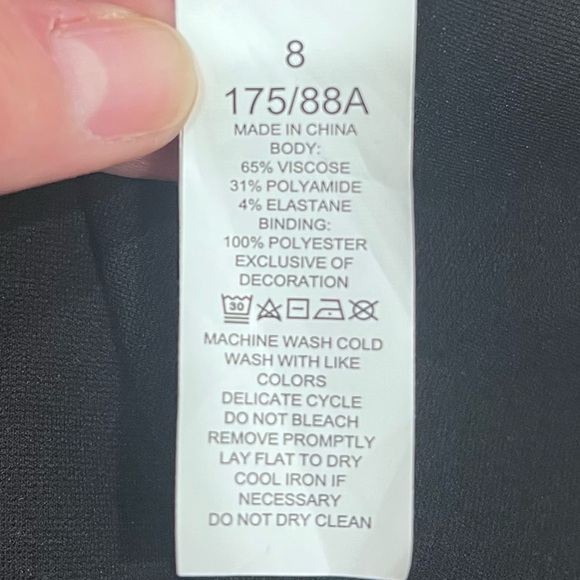 8
175/88A
MADE IN CHINA
BODY:
65% VISCOSE
31% POLYAMIDE
4% ELASTANE
BINDING:
100% POLYESTER
EXCLUSIVE OF
DECORATION
30
MACHINE WASH COLD
WASH WITH LIKE
COLORS
DELICATE CYCLE
DO NOT BLEACH
REMOVE PROMPTLY
LAY FLAT TO DRY
COOL IRON IF
NECESSARY
DO NOT DRY CLEAN